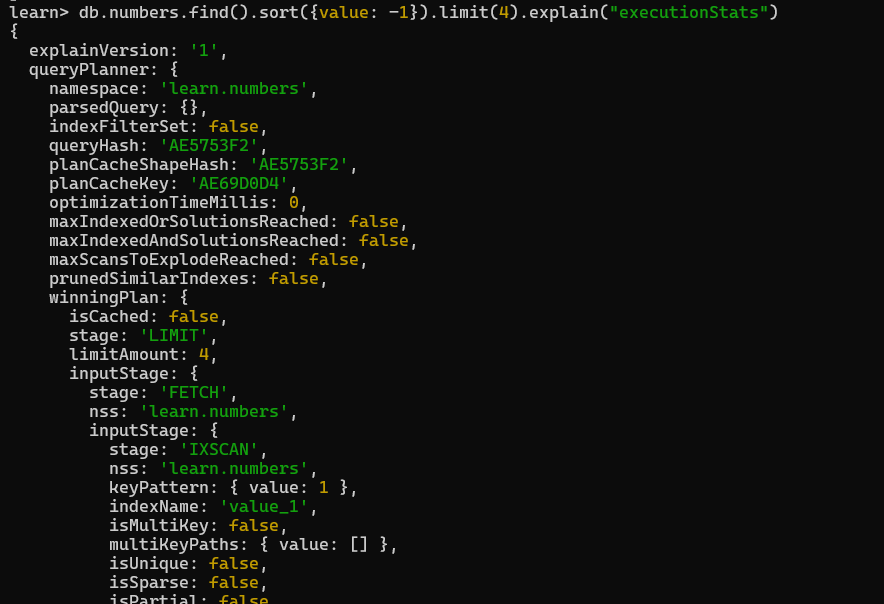 learn> db.numbers.find().sort({value: -1}).limit(4).explain("executionStats")
{
  explainVersion: '1',
  queryPlanner: {
    namespace: 'learn.numbers',
    parsedQuery: {},
    indexFilterSet: false,
    queryHash: 'AE5753F2',
    planCacheShapeHash: 'AE5753F2',
    planCacheKey: 'AE69D0D4',
    optimizationTimeMillis: 0,
    maxIndexedOrSolutionsReached: false,
    maxIndexedAndSolutionsReached: false,
    maxScansToExplodeReached: false,
    prunedSimilarIndexes: false,
    winningPlan: {
      isCached: false,
      stage: 'LIMIT',
      limitAmount: 4,
      inputStage: {
        stage: 'FETCH',
        nss: 'learn.numbers',
        inputStage: {
          stage: 'IXSCAN',
          nss: 'learn.numbers',
          keyPattern: { value: 1 },
          indexName: 'value_1',
          isMultiKey: false,
          multiKeyPaths: { value: [] },
          isUnique: false,
          isSparse: false,
          isPartial: false